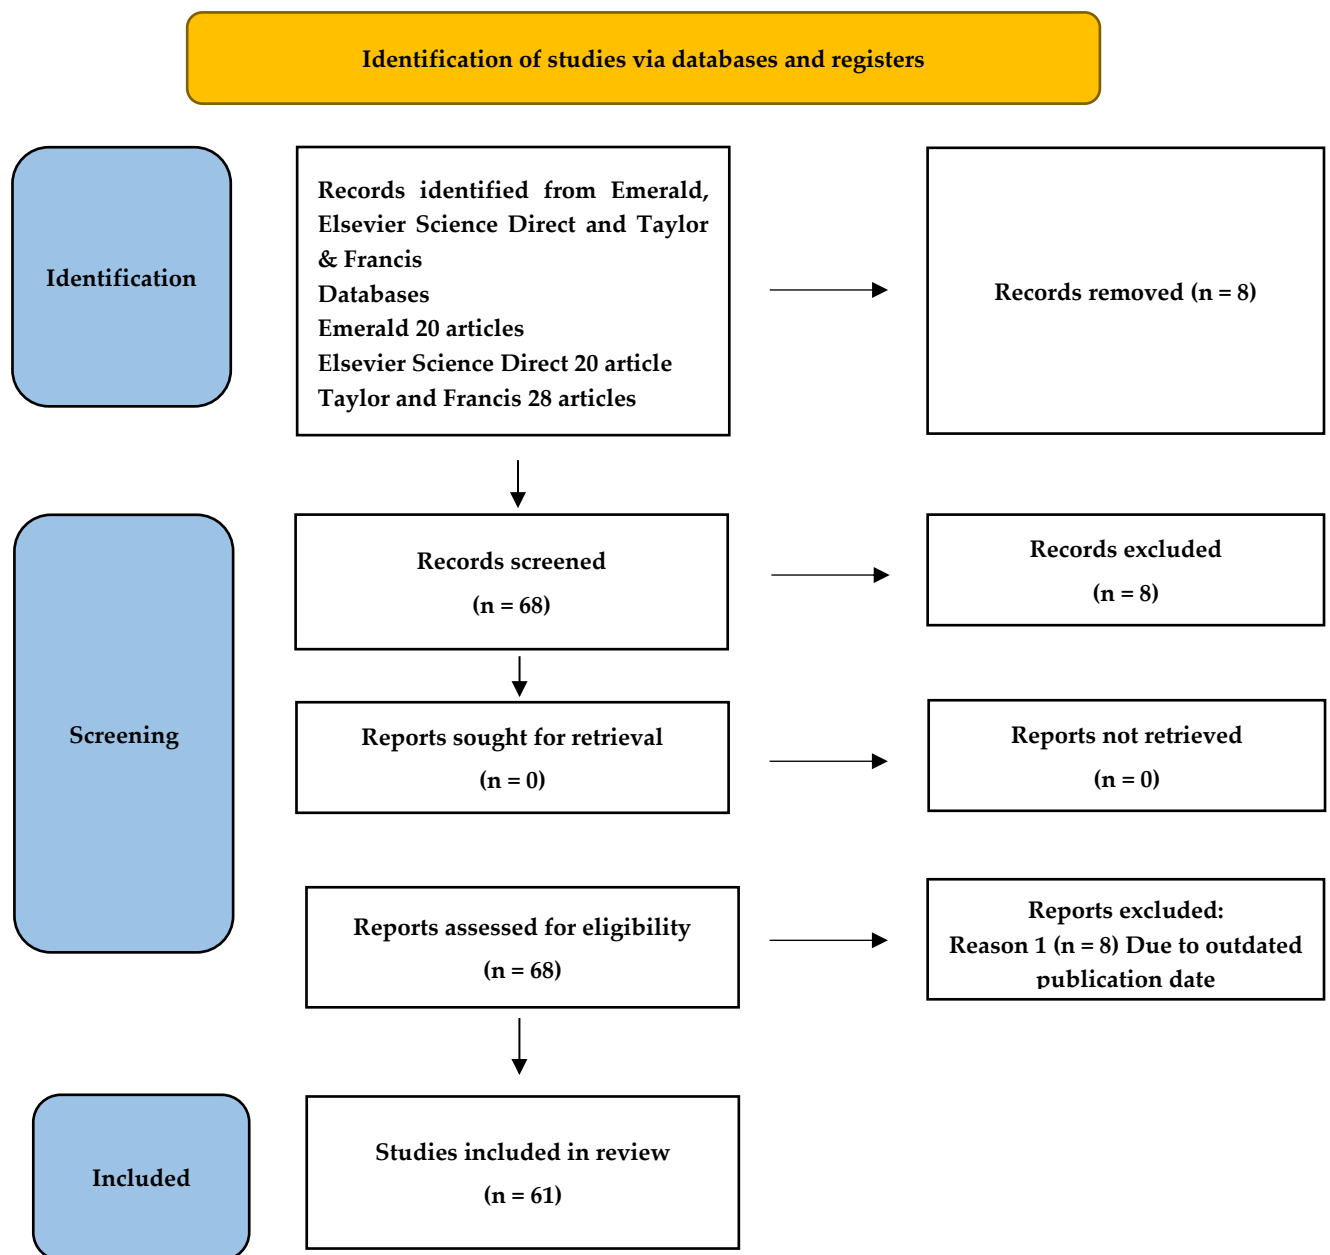 Identification of studies via databases and registers
Identification
Records identified from Emerald,
Elsevier Science Direct and Taylor
& Francis
Databases
Emerald 20 articles
Elsevier Science Direct 20 article
Taylor and Francis 28 articles
Records removed (n = 8)
Screening
Records screened
(n = 68)
Records excluded
(n = 8)
Reports sought for retrieval
(n = 0)
Reports not retrieved
(n = 0)
Reports assessed for eligibility
(n = 68)
Reports excluded:
Reason 1 (n = 8) Due to outdated
publication date
Included
Studies included in review
(n = 61)